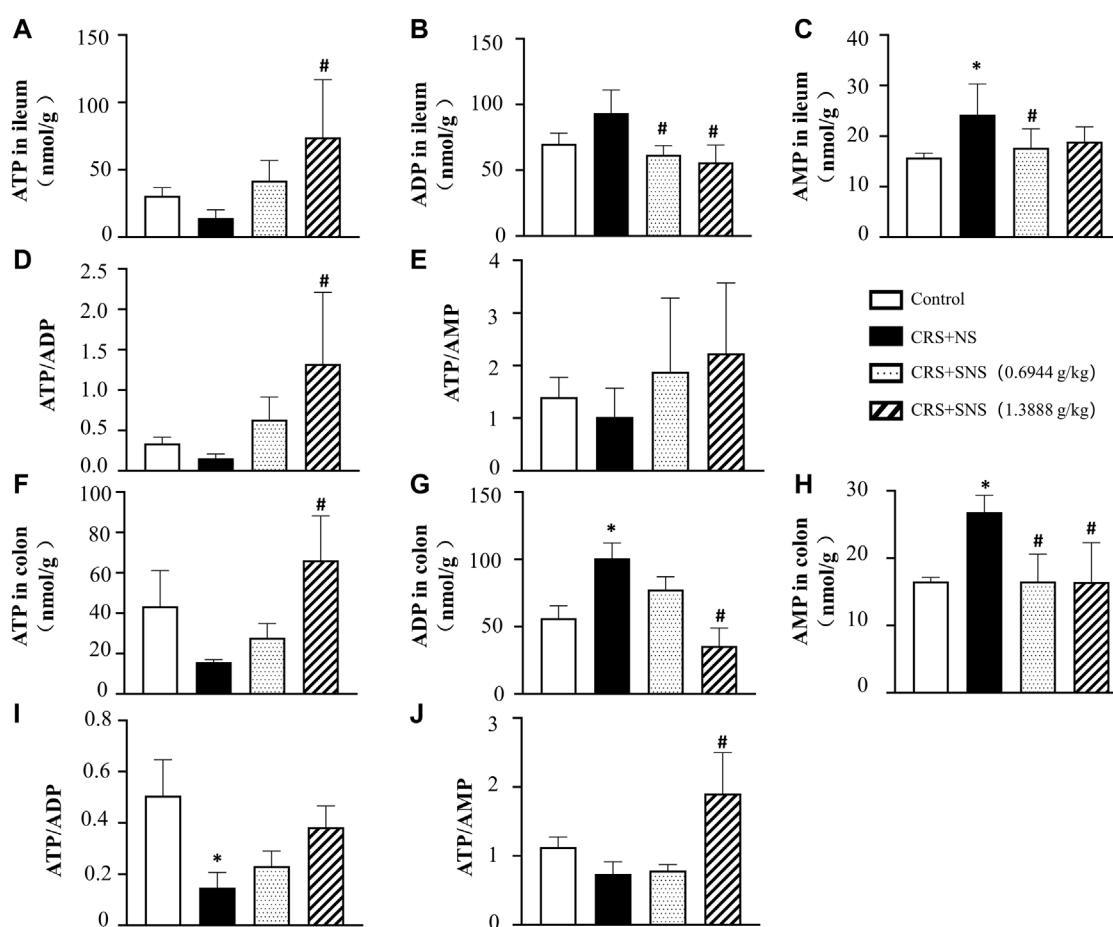 A
ATP in ileum
（nmol/g）
150
100
50
0
#
B
ADP in ileum
（nmol/g）
150
100
50
0
#
#
C
AMP in ileum
（nmol/g）
40
30
20
10
0
*
#
D
ATP/ADP
2.5
2.0
1.5
1.0
0.5
0.0
#
E
ATP/AMP
4
3
2
1
0
Control
CRS+NS
CRS+SNS （0.6944 g/kg）
CRS+SNS （1.3888 g/kg）
F
ATP in colon
（nmol/g）
100
80
60
40
20
0
#
G
ADP in colon
（nmol/g）
150
100
50
0
*
#
H
AMP in colon
（nmol/g）
30
20
10
0
*
#
#
I
ATP/ADP
0.8
0.6
0.4
0.2
0
*
J
ATP/AMP
3
2
1
0
#